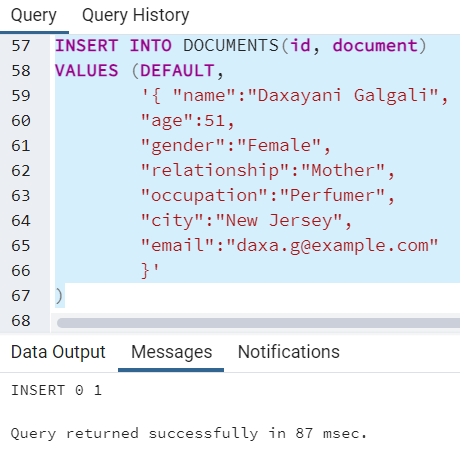 Query Query History
57 INSERT INTO DOCUMENTS(id, document)
58 VALUES (DEFAULT,
59 '{ "name":"Daxayani Galgali",
60 "age":51,
61 "gender":"Female",
62 "relationship":"Mother",
63 "occupation":"Perfumer",
64 "city":"New Jersey",
65 "email":"daxa.g@example.com"
66 }'
67 )
68
Data Output Messages Notifications
INSERT 0 1
Query returned successfully in 87 msec.